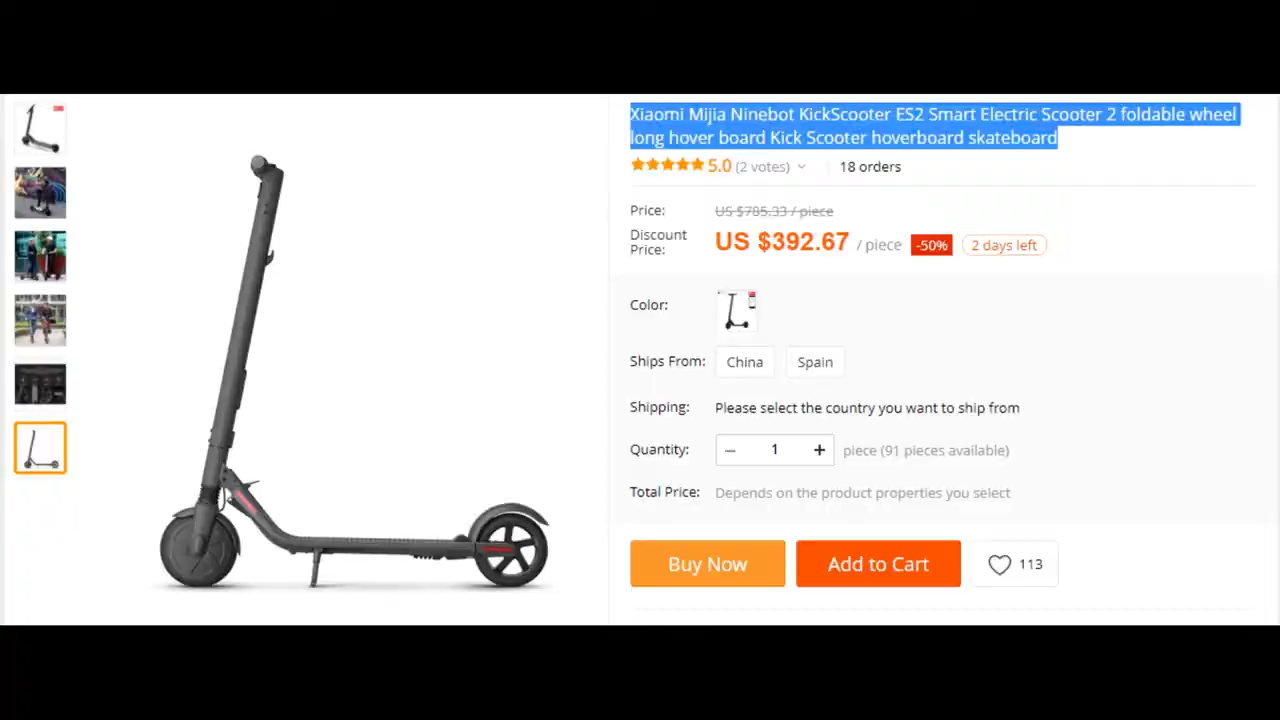 Xiaomi Mijia Ninebot KickScooter ES2 Smart Electric Scooter 2 foldable wheel
long hover board Kick Scooter hoverboard skateboard
5.0 (2 votes) 18 orders
Price: US $785.33 / piece
Discount Price: US $392.67 / piece -50% 2 days left
Color:
Ships From: China Spain
Shipping: Please select the country you want to ship from
Quantity: – 1 + piece (91 pieces available)
Total Price: Depends on the product properties you select
Buy Now Add to Cart 113